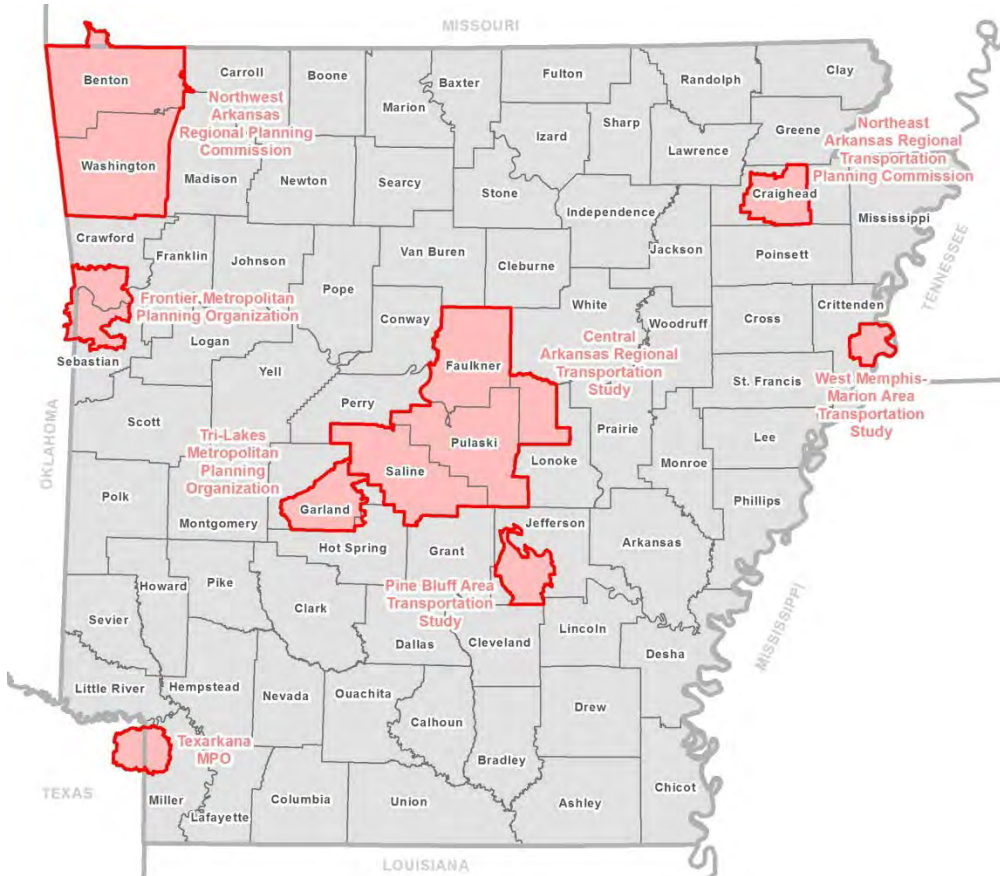 MISSOURI
Benton
Carroll
Boone
Baxter
Fulton
Randolph
Clay
Marion
Northwest
Arkansas
Regional Planning
Commission
Sharp
Izard
Greene
Northeast
Arkansas Regional
Transportation
Planning Commission
Lawrence
Washington
Madison
Newton
Searcy
Stone
Craighead
Independence
Mississippi
Crawford
Franklin
Johnson
Van Buren
Cleburne
Jackson
Poinsett
TENNESSEE
Pope
Frontier Metropolitan
Planning Organization
Conway
White
Woodruff
Cross
Crittenden
Logan
Sebastian
Yell
Faulkner
Central
Arkansas Regional
Transportation
Study
St. Francis
West Memphis-
Marion Area
Transportation
Study
Perry
OKLAHOMA
Scott
Tri-Lakes
Metropolitan
Planning
Organization
Pulaski
Prairie
Lee
Saline
Lonoke
Monroe
Polk
Phillips
Garland
Montgomery
Jefferson
Arkansas
Hot Spring
Grant
Howard
Pike
Pine Bluff Area
Transportation
Study
Clark
Sevier
Dallas
Cleveland
Lincoln
Desha
MISSISSIPPI
Little River
Hempstead
Nevada
Ouachita
Calhoun
Drew
Texarkana
MPO
Bradley
TEXAS
Miller
Lafayette
Columbia
Union
Ashley
Chicot
LOUISIANA